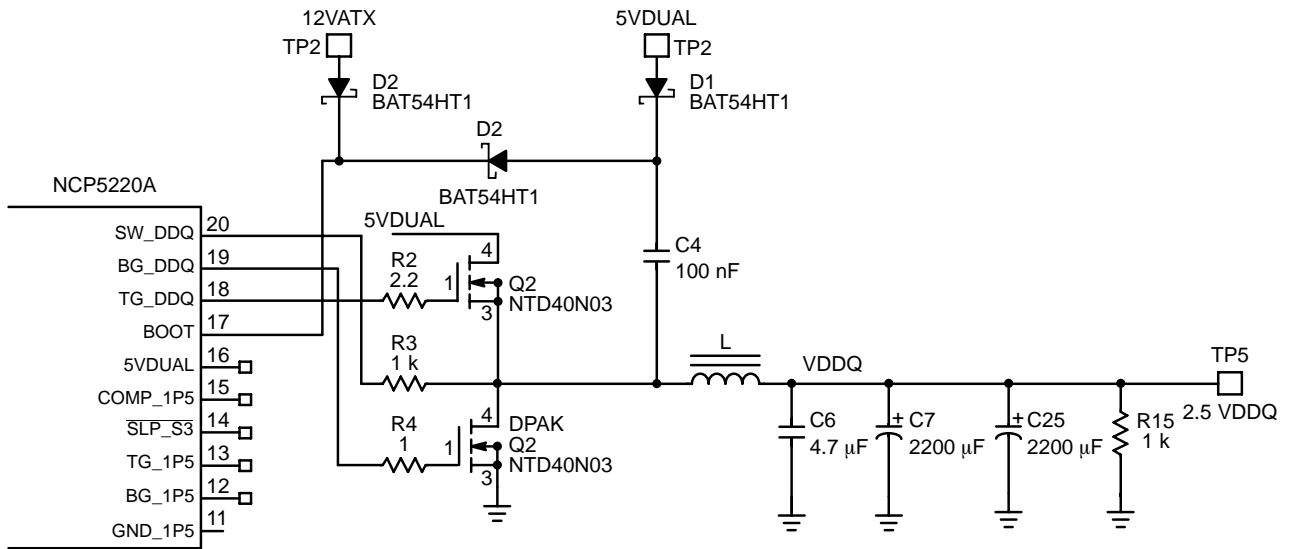 12VATX
5VDUAL
TP2
TP2
D2
BAT54HT1
D1
BAT54HT1
D2
BAT54HT1
NCP5220A
SW_DDQ 20
BG_DDQ 19
TG_DDQ 18
BOOT 17
5VDUAL 16
COMP_1P5 15
SLP_S3 14
TG_1P5 13
BG_1P5 12
GND_1P5 11
5VDUAL
R2
2.2
1
4
3
Q2
NTD40N03
C4
100 nF
R3
1 k
L
VDDQ
TP5
2.5 VDDQ
R4
1
1
4
3
DPAK
Q2
NTD40N03
C6
4.7 μF
+
C7
2200 μF
+
C25
2200 μF
R15
1 k